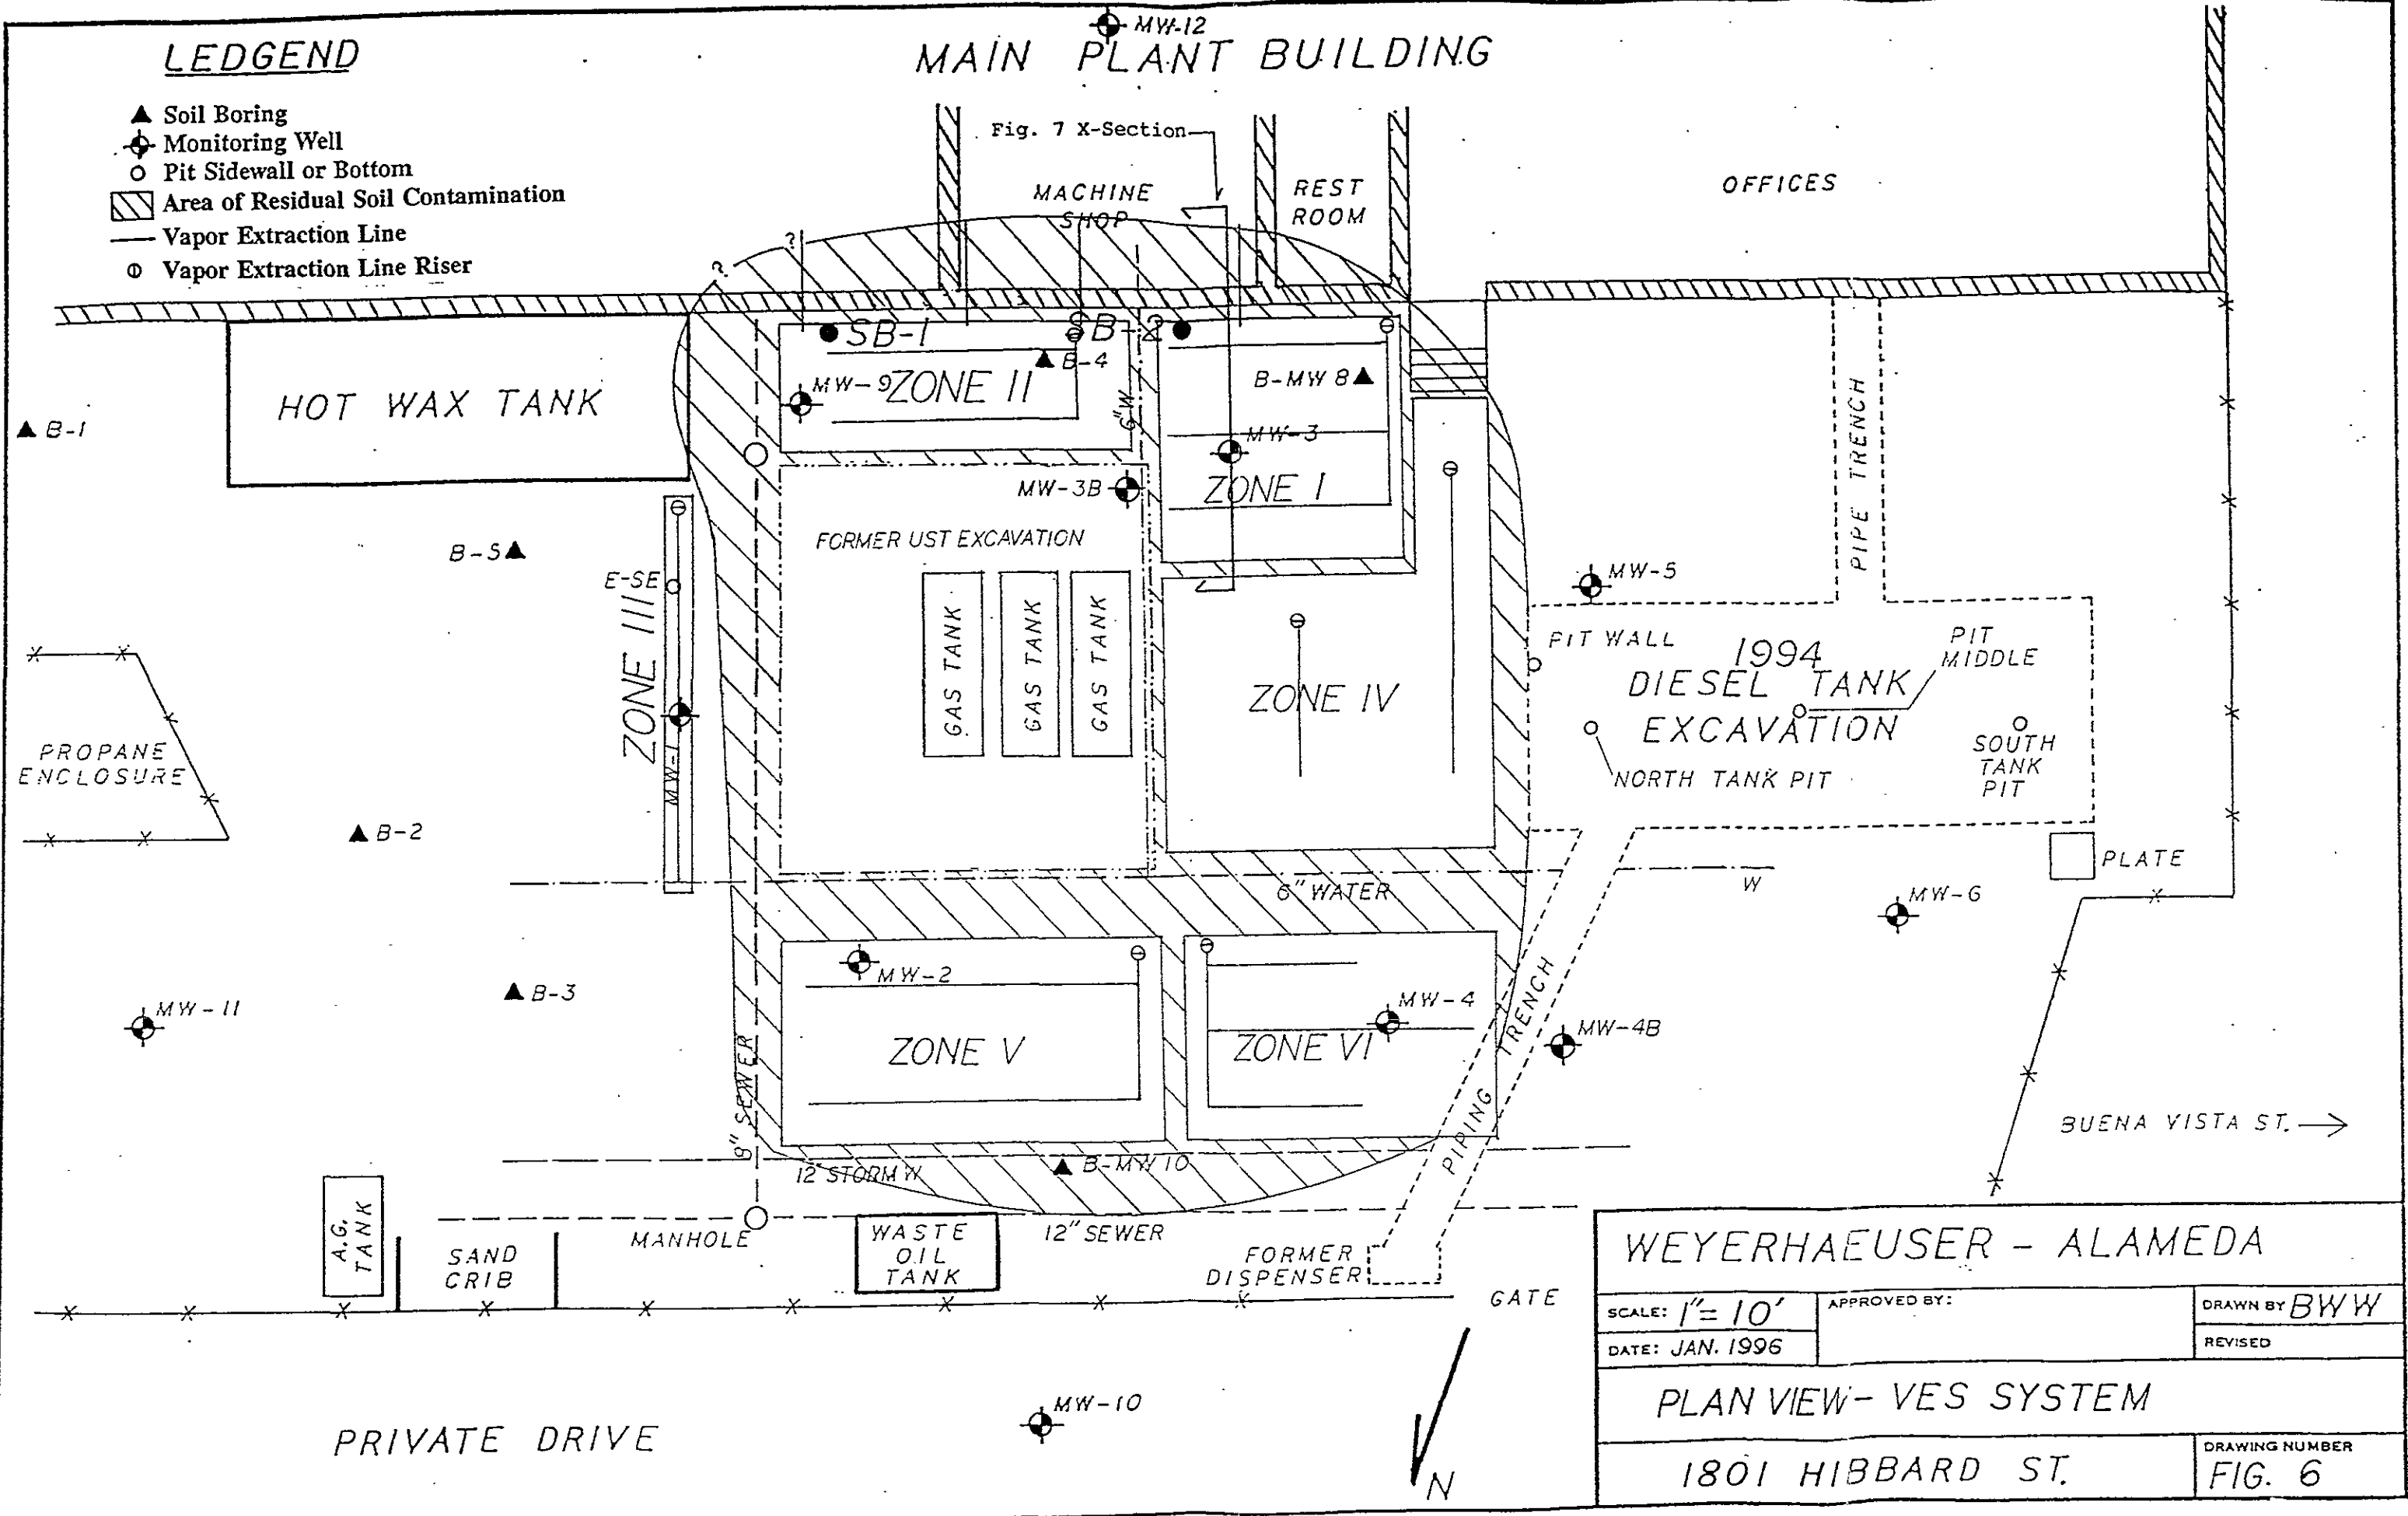 MW-12
LEDGEND
MAIN PLANT BUILDING
Soil Boring
Monitoring Well
Pit Sidewall or Bottom
Area of Residual Soil Contamination
Vapor Extraction Line
Vapor Extraction Line Riser
Fig. 7 X-Section
MACHINE
SHOP
REST
ROOM
OFFICES
?
?
SB-1
B-2
B-4
MW-9
ZONE II
6"W
B-MW 8
MW-3
ZONE I
HOT WAX TANK
B-1
MW-3B
FORMER UST EXCAVATION
B-5
E-SE
ZONE III
MW-1
GAS TANK
GAS TANK
GAS TANK
ZONE IV
PIPE TRENCH
MW-5
PIT WALL
PIT
MIDDLE
1994
DIESEL TANK
EXCAVATION
NORTH TANK PIT
SOUTH
TANK
PIT
PROPANE
ENCLOSURE
B-2
PLATE
6" WATER
W
MW-6
MW-2
B-3
MW-11
ZONE V
MW-4
ZONE VI
MW-4B
PIPING TRENCH
8" SEWER
12 STORM W
B-MW 10
BUENA VISTA ST.
A.G.
TANK
SAND
CRIB
MANHOLE
WASTE
OIL
TANK
12" SEWER
FORMER
DISPENSER
GATE
MW-10
PRIVATE DRIVE
N
WEYERHAEUSER - ALAMEDA
SCALE: 1"= 10'
APPROVED BY:
DRAWN BY BWW
DATE: JAN. 1996
REVISED
PLAN VIEW - VES SYSTEM
1801 HIBBARD ST.
DRAWING NUMBER
FIG. 6